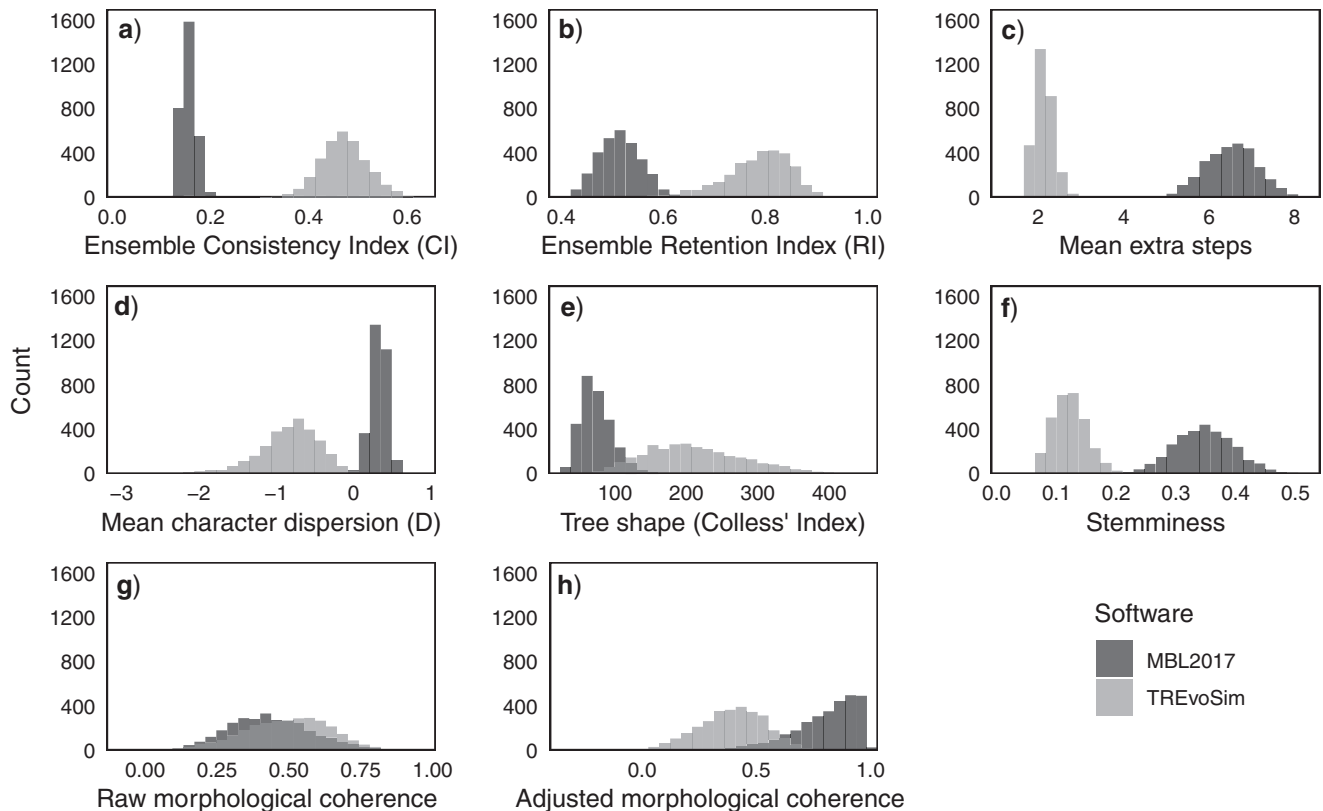 a)
1600
1200
800
400
0
0.0 0.2 0.4 0.6
Ensemble Consistency Index (CI)
b)
1600
1200
800
400
0
0.4 0.6 0.8 1.0
Ensemble Retention Index (RI)
c)
1600
1200
800
400
0
2 4 6 8
Mean extra steps
Count
d)
1600
1200
800
400
0
−3 −2 −1 0 1
Mean character dispersion (D)
e)
1600
1200
800
400
0
100 200 300 400
Tree shape (Colless' Index)
f)
1600
1200
800
400
0
0.0 0.1 0.2 0.3 0.4 0.5
Stemminess
g)
1600
1200
800
400
0
0.00 0.25 0.50 0.75 1.00
Raw morphological coherence
h)
1600
1200
800
400
0
0.0 0.5 1.0
Adjusted morphological coherence
Software
MBL2017
TREvoSim